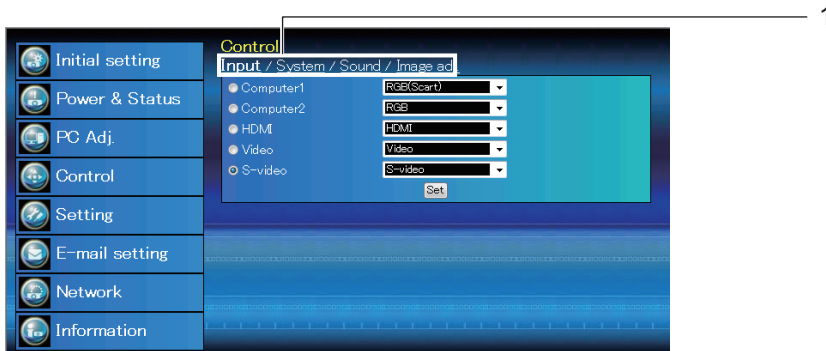 1
Control
Input / System / Sound / Image ad.
Initial setting
Power & Status
PC Adj.
Control
Setting
E-mail setting
Network
Information
Computer1 RGB(Scart)
Computer2 RGB
HDMI HDMI
Video Video
S-video S-video
Set